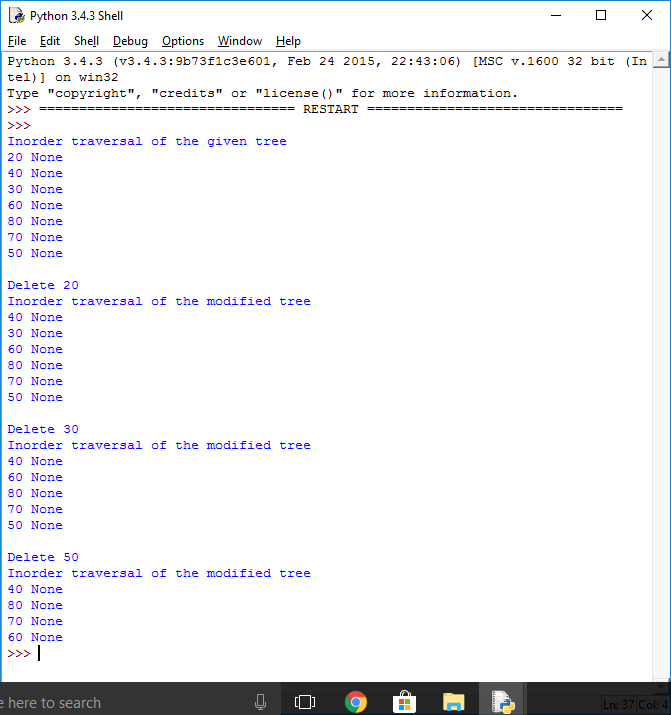 Python 3.4.3 Shell
File Edit Shell Debug Options Window Help
Python 3.4.3 (v3.4.3:9b73f1c3e601, Feb 24 2015, 22:43:06) [MSC v.1600 32 bit (In
tel)] on win32
Type "copyright", "credits" or "license()" for more information.
>>> ================================ RESTART ================================
>>>
Inorder traversal of the given tree
20 None
40 None
30 None
60 None
80 None
70 None
50 None
Delete 20
Inorder traversal of the modified tree
40 None
30 None
60 None
80 None
70 None
50 None
Delete 30
Inorder traversal of the modified tree
40 None
60 None
80 None
70 None
50 None
Delete 50
Inorder traversal of the modified tree
40 None
80 None
70 None
60 None
>>>
e here to search
Ln: 37 Col: 4